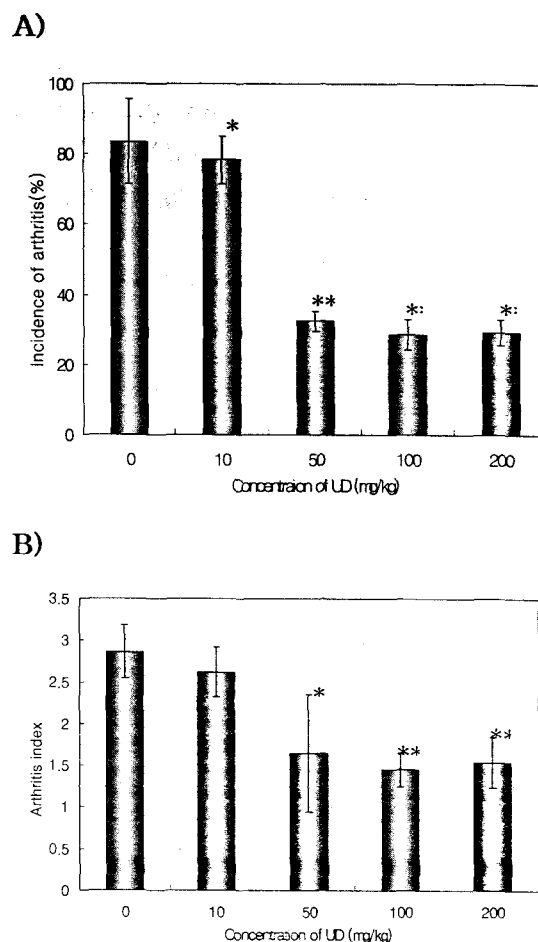 A)
100
80
60
40
20
0
Incidence of arthritis(%)
*
**
*:
*:
0 10 50 100 200
Concentraion of UD (mg/kg)
B)
3.5
3
2.5
2
1.5
1
0.5
0
Arthritis index
*
**
**
0 10 50 100 200
Concentraion of UD (mg/kg)